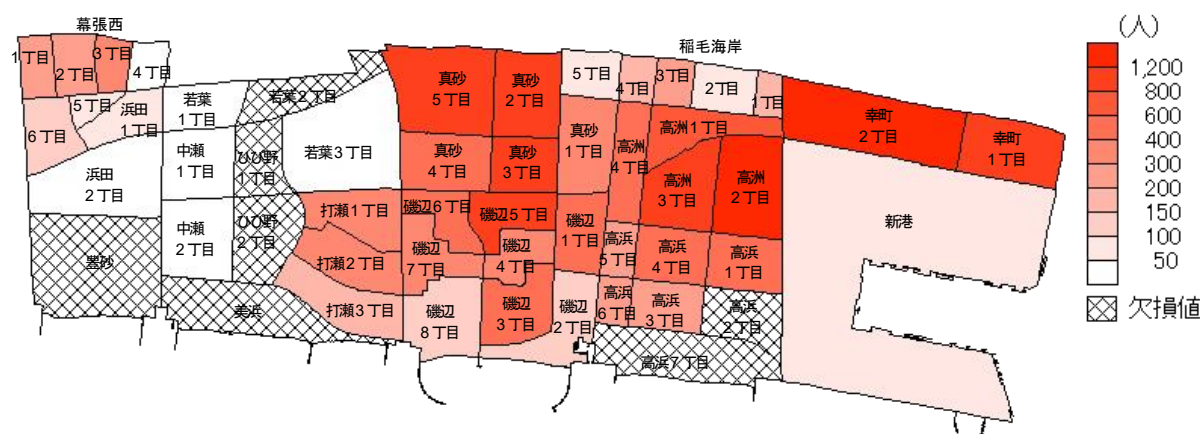 幕張西
1丁目
2丁目
3丁目
4丁目
5丁目
6丁目
浜田
1丁目
浜田
2丁目
豊砂
若葉
1丁目
若葉2丁目
若葉3丁目
中瀬
1丁目
中瀬
2丁目
ひび野
1丁目
ひび野
2丁目
美浜
打瀬1丁目
打瀬2丁目
打瀬3丁目
真砂
5丁目
真砂
2丁目
真砂
4丁目
真砂
3丁目
真砂
1丁目
磯辺6丁目
磯辺5丁目
磯辺
7丁目
磯辺
4丁目
磯辺
1丁目
磯辺
8丁目
磯辺
3丁目
磯辺
2丁目
稲毛海岸
5丁目
4丁目
3丁目
2丁目
1丁目
高洲1丁目
高洲
4丁目
高洲
3丁目
高洲
2丁目
高浜
5丁目
高浜
4丁目
高浜
1丁目
高浜
6丁目
高浜
3丁目
高浜
2丁目
高浜7丁目
幸町
2丁目
幸町
1丁目
新港
(人)
1,200
800
600
400
300
200
150
100
50
欠損値